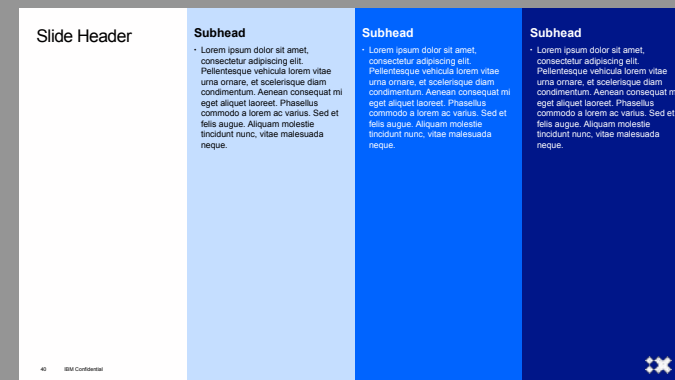 Slide Header
Subhead
• Lorem ipsum dolor sit amet,
consectetur adipiscing elit.
Pellentesque vehicula lorem vitae
urna ornare, et scelerisque diam
condimentum. Aenean consequat mi
eget aliquet laoreet. Phasellus
commodo a lorem ac varius. Sed et
felis augue. Aliquam molestie
tincidunt nunc, vitae malesuada
neque.
Subhead
• Lorem ipsum dolor sit amet,
consectetur adipiscing elit.
Pellentesque vehicula lorem vitae
urna ornare, et scelerisque diam
condimentum. Aenean consequat mi
eget aliquet laoreet. Phasellus
commodo a lorem ac varius. Sed et
felis augue. Aliquam molestie
tincidunt nunc, vitae malesuada
neque.
Subhead
• Lorem ipsum dolor sit amet,
consectetur adipiscing elit.
Pellentesque vehicula lorem vitae
urna ornare, et scelerisque diam
condimentum. Aenean consequat m
eget aliquet laoreet. Phasellus
commodo a lorem ac varius. Sed et
felis augue. Aliquam molestie
tincidunt nunc, vitae malesuada
neque.
40 IBM Confidential